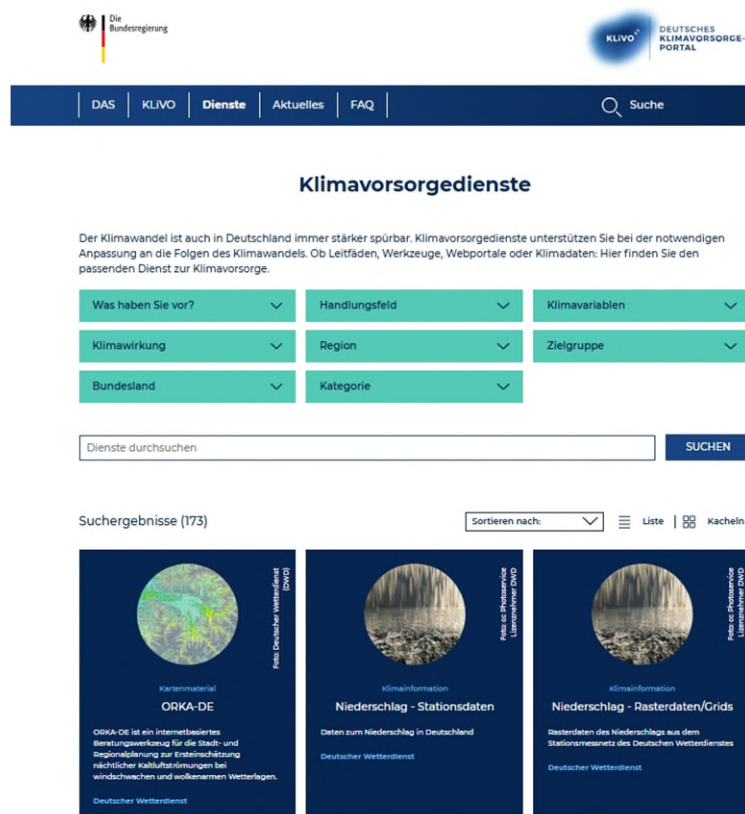 Die
Bundesregierung
KLiVO
DEUTSCHES
KLIMAVORSORGE-
PORTAL
DAS
KLiVO
Dienste
Aktuelles
FAQ
Suche
Klimavorsorgedienste
Der Klimawandel ist auch in Deutschland immer stärker spürbar. Klimavorsorgedienste unterstützen Sie bei der notwendigen
Anpassung an die Folgen des Klimawandels. Ob Leitfäden, Werkzeuge, Webportale oder Klimadaten: Hier finden Sie den
passenden Dienst zur Klimavorsorge.
Was haben Sie vor?
Handlungsfeld
Klimavariablen
Klimawirkung
Region
Zielgruppe
Bundesland
Kategorie
Dienste durchsuchen
SUCHEN
Suchergebnisse (173)
Sortieren nach:
Liste
Kacheln
Foto: Deutscher Wetterdienst
(DWD)
Kartenmaterial
ORKA-DE
ORKA-DE ist ein internetbasiertes
Beratungswerkzeug für die Stadt- und
Regionalplanung zur Ersteinschätzung
nächtlicher Kaltluftströmungen bei
windschwachen und wolkenarmen Wetterlagen.
Deutscher Wetterdienst
Foto: cc Photoservice
Lizenznehmer DWD
Klimainformation
Niederschlag - Stationsdaten
Daten zum Niederschlag in Deutschland
Deutscher Wetterdienst
Foto: cc Photoservice
Lizenznehmer DWD
Klimainformation
Niederschlag - Rasterdaten/Grids
Rasterdaten des Niederschlags aus dem
Stationsmessnetz des Deutschen Wetterdienstes
Deutscher Wetterdienst